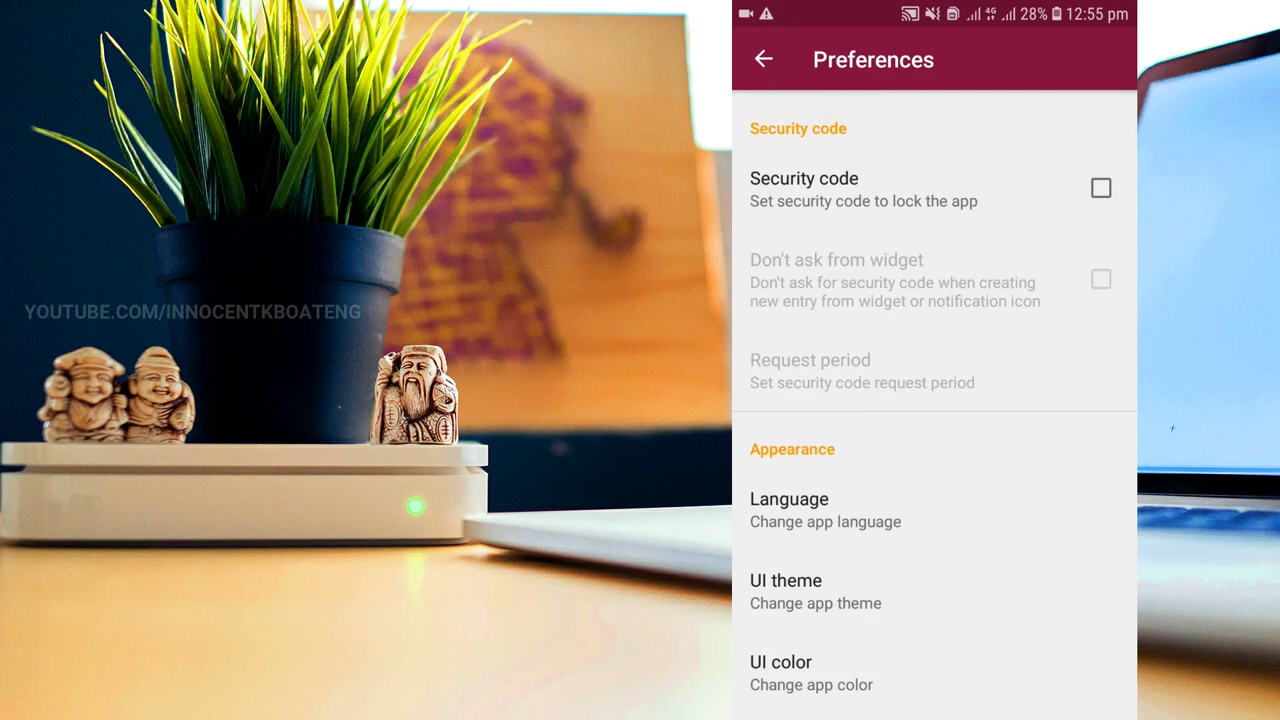 YOUTUBE.COM/INNOCENTKBOATENG
4G 28% 12:55 pm
Preferences
Security code
Security code
Set security code to lock the app
Don't ask from widget
Don't ask for security code when creating
new entry from widget or notification icon
Request period
Set security code request period
Appearance
Language
Change app language
UI theme
Change app theme
UI color
Change app color